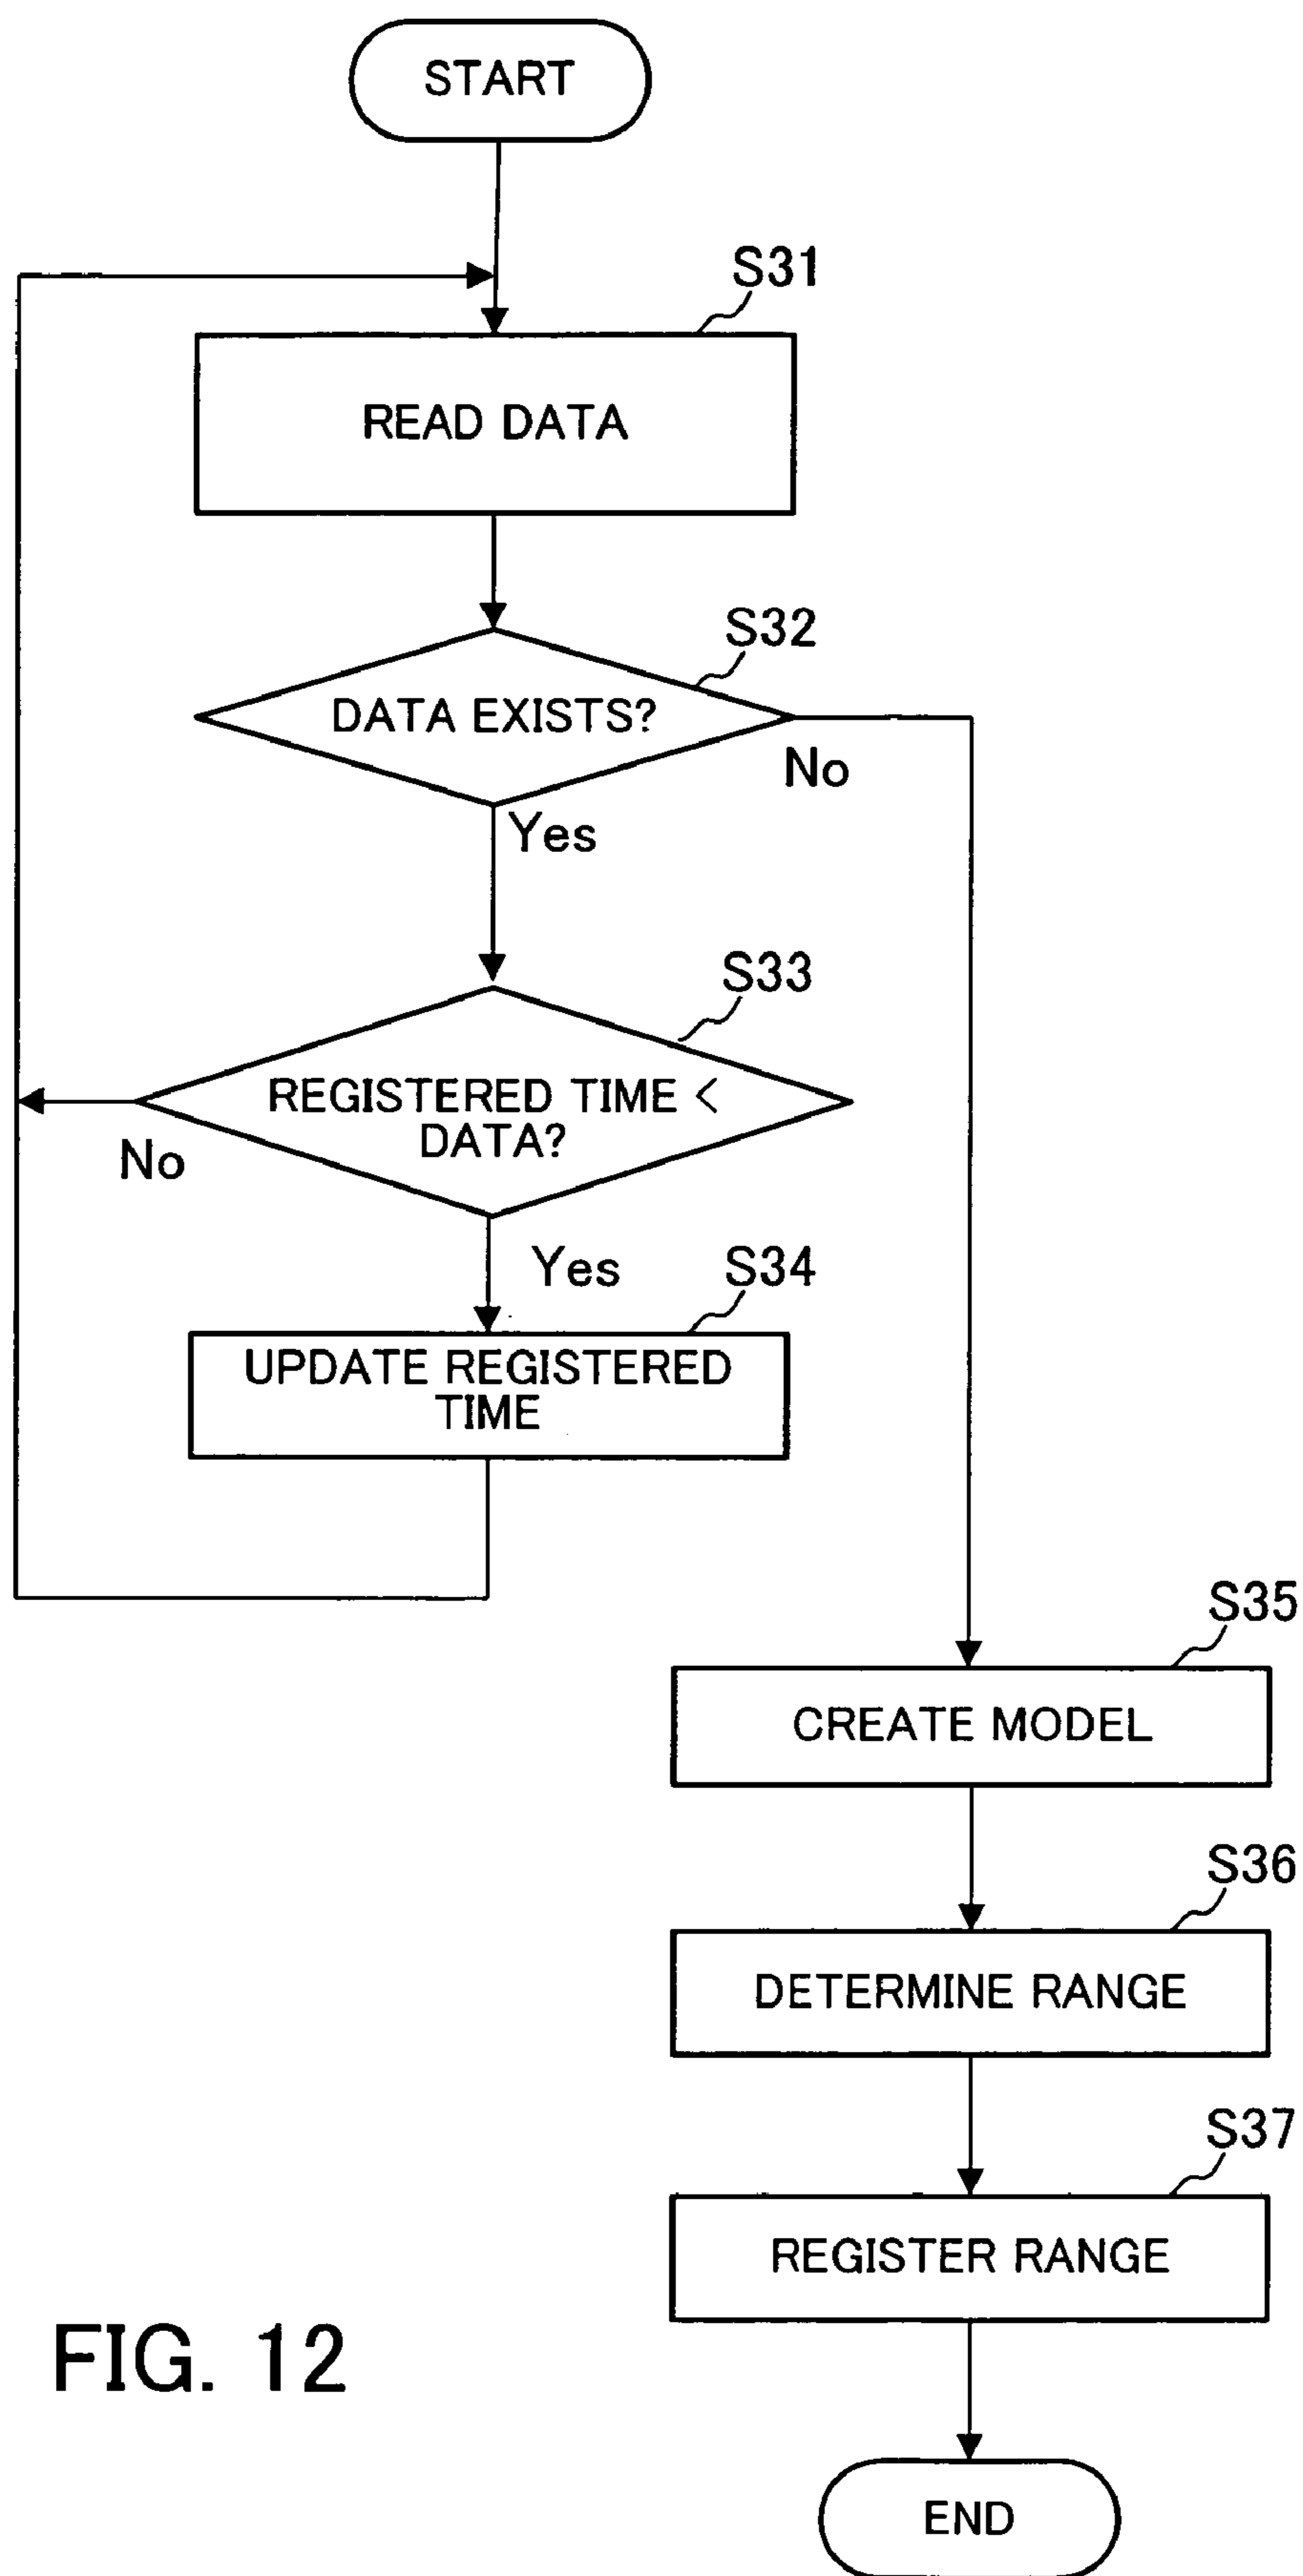 START
S31
READ DATA
S32
DATA EXISTS?
No
Yes
S33
REGISTERED TIME <
DATA?
No
Yes
S34
UPDATE REGISTERED
TIME
S35
CREATE MODEL
S36
DETERMINE RANGE
S37
REGISTER RANGE
END
FIG. 12